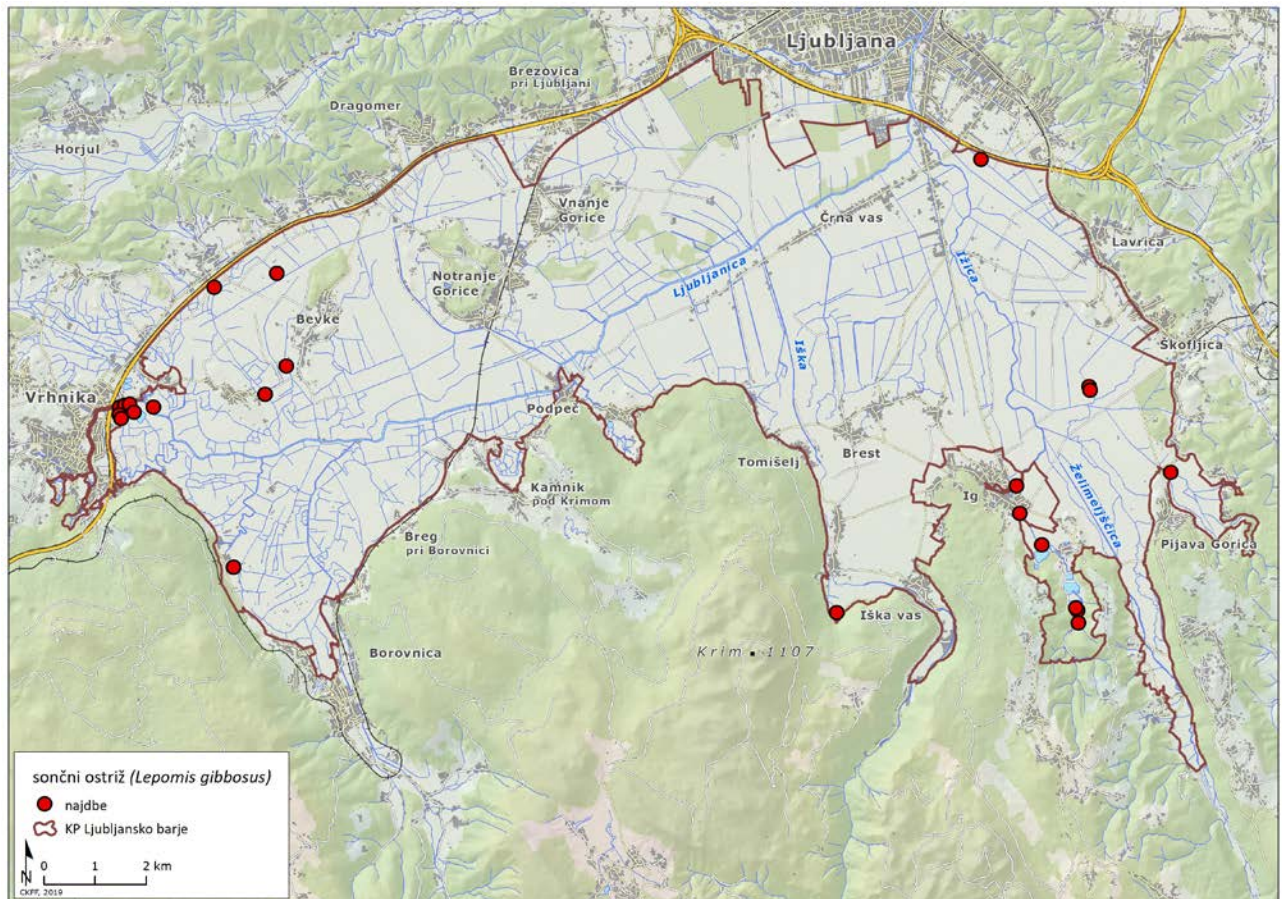 Ljubljana
Brezovica
pri Ljubljani
Dragomer
Horjul
Vnanje
Gorice
Črna vas
Lavrica
Ižica
Notranje
Gorice
Ljubljanica
Bevke
Iška
Škofljica
Vrhnika
Podpeč
Tomišelj
Brest
Kamnik
pod Krimom
Ig
Želimeljščica
Breg
pri Borovnici
Pijava Gorica
Iška vas
Borovnica
Krim 1107
sončni ostriž (Lepomis gibbosus)
najdbe
KP Ljubljansko barje
N
0 1 2 km
CKFF, 2019